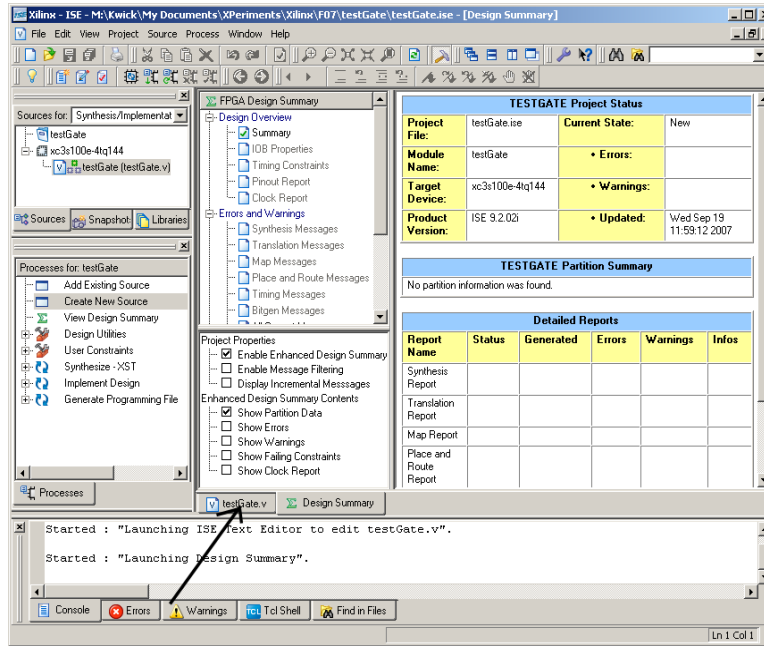 Xilinx - ISE - M:\Kwick\My Documents\XPeriments\Xilinx\F07\testGate\testGate.ise - [Design Summary]
File Edit View Project Source Process Window Help
Sources for: Synthesis/Implementat
testGate
xc3s100e-4tq144
testGate (testGate.v)
Sources Snapshot Libraries
Processes for: testGate
Add Existing Source
Create New Source
View Design Summary
Design Utilities
User Constraints
Synthesize - XST
Implement Design
Generate Programming File
Processes
FPGA Design Summary
Design Overview
Summary
IOB Properties
Timing Constraints
Pinout Report
Clock Report
Errors and Warnings
Synthesis Messages
Translation Messages
Map Messages
Place and Route Messages
Timing Messages
Bitgen Messages
Project Properties
Enable Enhanced Design Summary
Enable Message Filtering
Display Incremental Messsages
Enhanced Design Summary Contents
Show Partition Data
Show Errors
Show Warnings
Show Failing Constraints
Show Clock Report
TESTGATE Project Status
Project File: testGate.ise Current State: New
Module Name: testGate • Errors:
Target Device: xc3s100e-4tq144 • Warnings:
Product Version: ISE 9.2.02i • Updated: Wed Sep 19 11:59:12 2007
TESTGATE Partition Summary
No partition information was found.
Detailed Reports
Report Name Status Generated Errors Warnings Infos
Synthesis Report
Translation Report
Map Report
Place and Route Report
testGate.v Design Summary
Started : "Launching ISE Text Editor to edit testGate.v".
Started : "Launching Design Summary".
Console Errors Warnings Tcl Shell Find in Files
Ln 1 Col 1